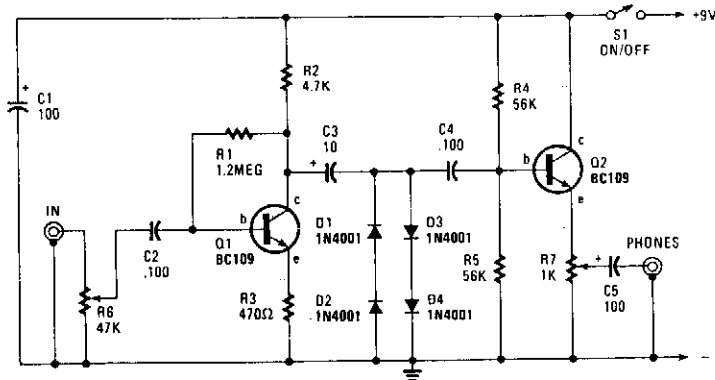 +9V
S1
ON/OFF
R2
4.7K
R4
56K
C1
100
+
R1
1.2MEG
C3
10
+
C4
.100
c
b
Q2
BC109
e
IN
c
b
Q1
BC109
e
C2
.100
D1
1N4001
D3
1N4001
R5
56K
R7
1K
PHONES
+
C5
100
R6
47K
R3
470Ω
D2
1N4001
D4
1N4001
−